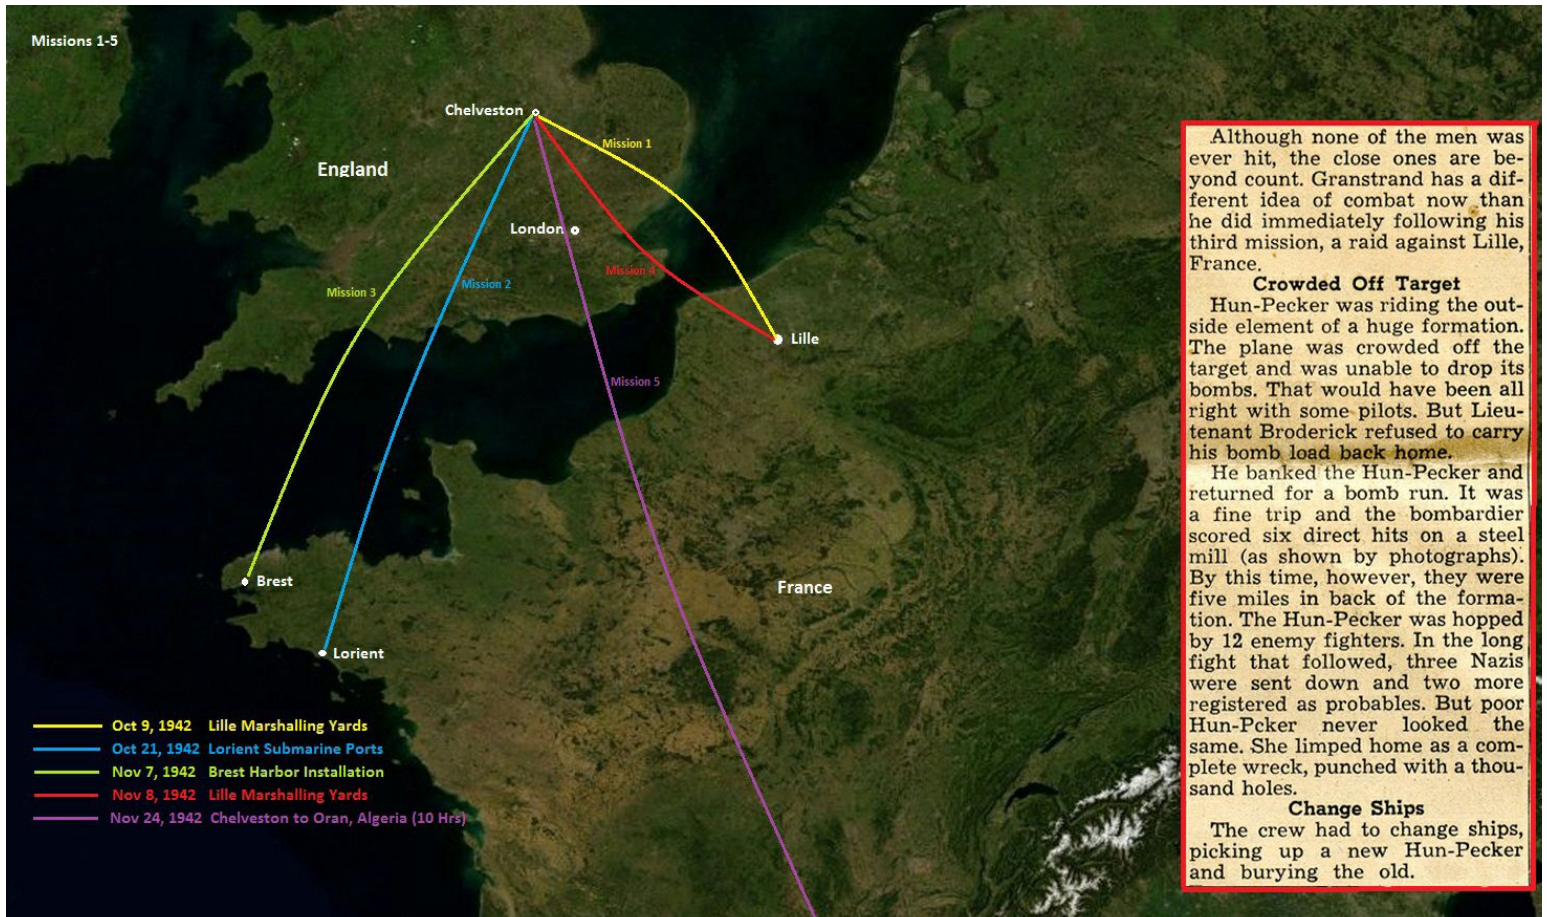 Missions 1-5
Chelveston
Mission 1
England
London
Mission 4
Mission 3
Mission 2
Lille
Mission 5
Brest
France
Lorient
Oct 9, 1942 Lille Marshalling Yards
Oct 21, 1942 Lorient Submarine Ports
Nov 7, 1942 Brest Harbor Installation
Nov 8, 1942 Lille Marshalling Yards
Nov 24, 1942 Chelveston to Oran, Algeria (10 Hrs)
Although none of the men was
ever hit, the close ones are be-
yond count. Granstrand has a dif-
ferent idea of combat now than
he did immediately following his
third mission, a raid against Lille,
France.
Crowded Off Target
Hun-Pecker was riding the out-
side element of a huge formation.
The plane was crowded off the
target and was unable to drop its
bombs. That would have been all
right with some pilots. But Lieu-
tenant Broderick refused to carry
his bomb load back home.
He banked the Hun-Pecker and
returned for a bomb run. It was
a fine trip and the bombardier
scored six direct hits on a steel
mill (as shown by photographs).
By this time, however, they were
five miles in back of the forma-
tion. The Hun-Pecker was hopped
by 12 enemy fighters. In the long
fight that followed, three Nazis
were sent down and two more
registered as probables. But poor
Hun-Pcker never looked the
same. She limped home as a com-
plete wreck, punched with a thou-
sand holes.
Change Ships
The crew had to change ships,
picking up a new Hun-Pecker
and burying the old.